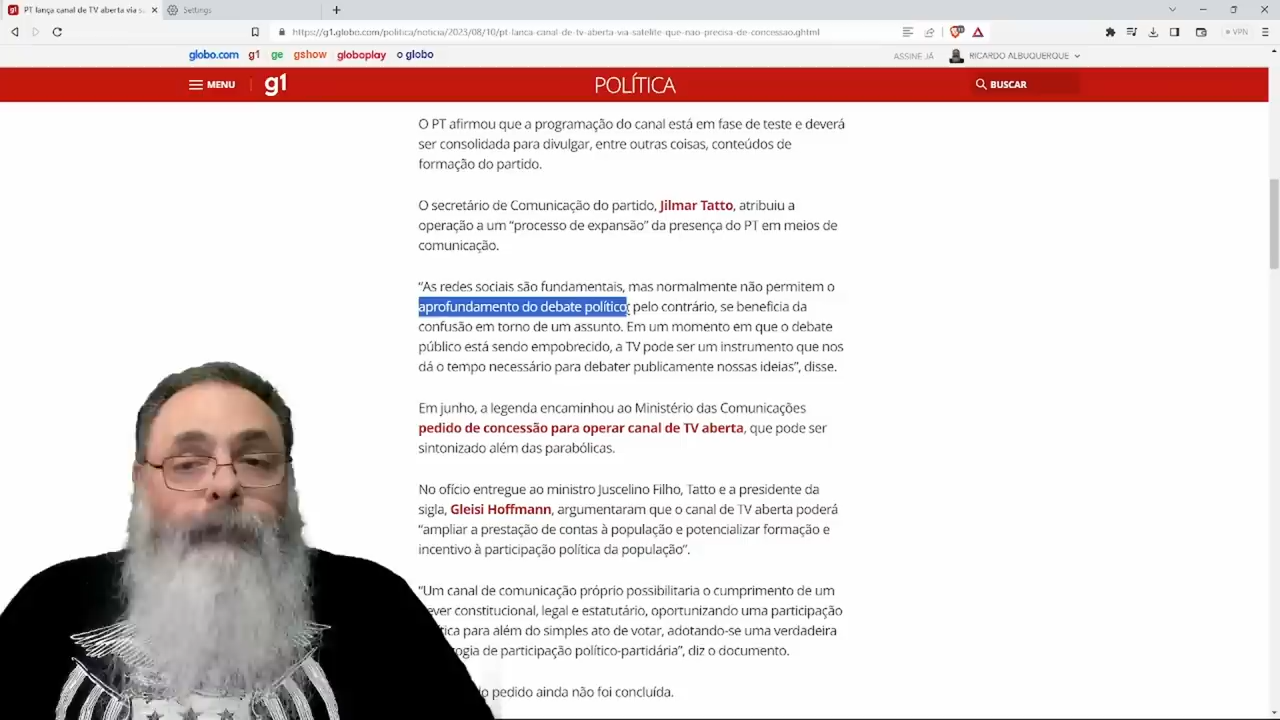 PT lança canal de TV aberta via sa
Settings
https://g1.globo.com/politica/noticia/2023/08/10/pt-lanca-canal-de-tv-aberta-via-satelite-que-nao-precisa-de-concessao.ghtml
VPN
globo.com g1 ge gshow globoplay o globo
ASSINE JÁ RICARDO ALBUQUERQUE
MENU g1 POLÍTICA BUSCAR
O PT afirmou que a programação do canal está em fase de teste e deverá
ser consolidada para divulgar, entre outras coisas, conteúdos de
formação do partido.
O secretário de Comunicação do partido, Jilmar Tatto, atribuiu a
operação a um “processo de expansão” da presença do PT em meios de
comunicação.
“As redes sociais são fundamentais, mas normalmente não permitem o
aprofundamento do debate político; pelo contrário, se beneficia da
confusão em torno de um assunto. Em um momento em que o debate
público está sendo empobrecido, a TV pode ser um instrumento que nos
dá o tempo necessário para debater publicamente nossas ideias”, disse.
Em junho, a legenda encaminhou ao Ministério das Comunicações
pedido de concessão para operar canal de TV aberta, que pode ser
sintonizado além das parabólicas.
No ofício entregue ao ministro Juscelino Filho, Tatto e a presidente da
sigla, Gleisi Hoffmann, argumentaram que o canal de TV aberta poderá
“ampliar a prestação de contas à população e potencializar formação e
incentivo à participação política da população”.
“Um canal de comunicação próprio possibilitaria o cumprimento de um
ever constitucional, legal e estatutário, oportunizando uma participação
tica para além do simples ato de votar, adotando-se uma verdadeira
ogia de participação político-partidária”, diz o documento.
do pedido ainda não foi concluída.